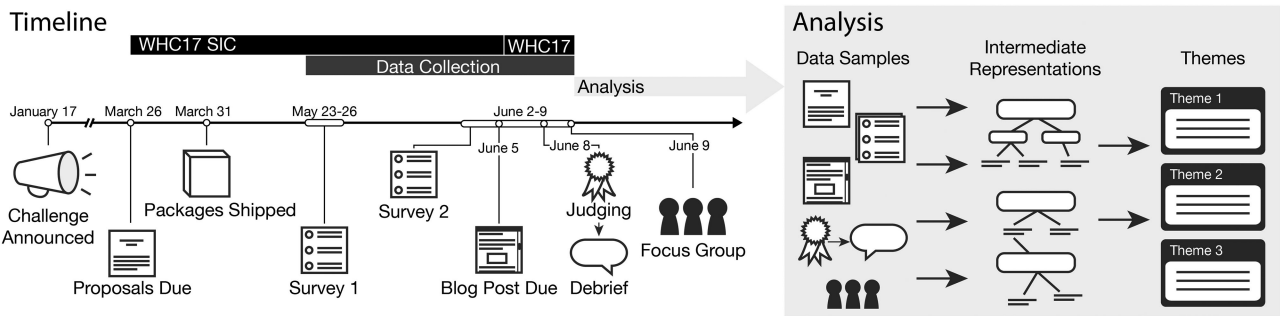 Timeline
WHC17 SIC
WHC17
Data Collection
Analysis
January 17
March 26
March 31
May 23-26
June 2-9
June 5
June 8
June 9
Challenge
Announced
Proposals Due
Packages Shipped
Survey 1
Survey 2
Blog Post Due
Judging
Debrief
Focus Group
Analysis
Data Samples
Intermediate
Representations
Themes
Theme 1
Theme 2
Theme 3